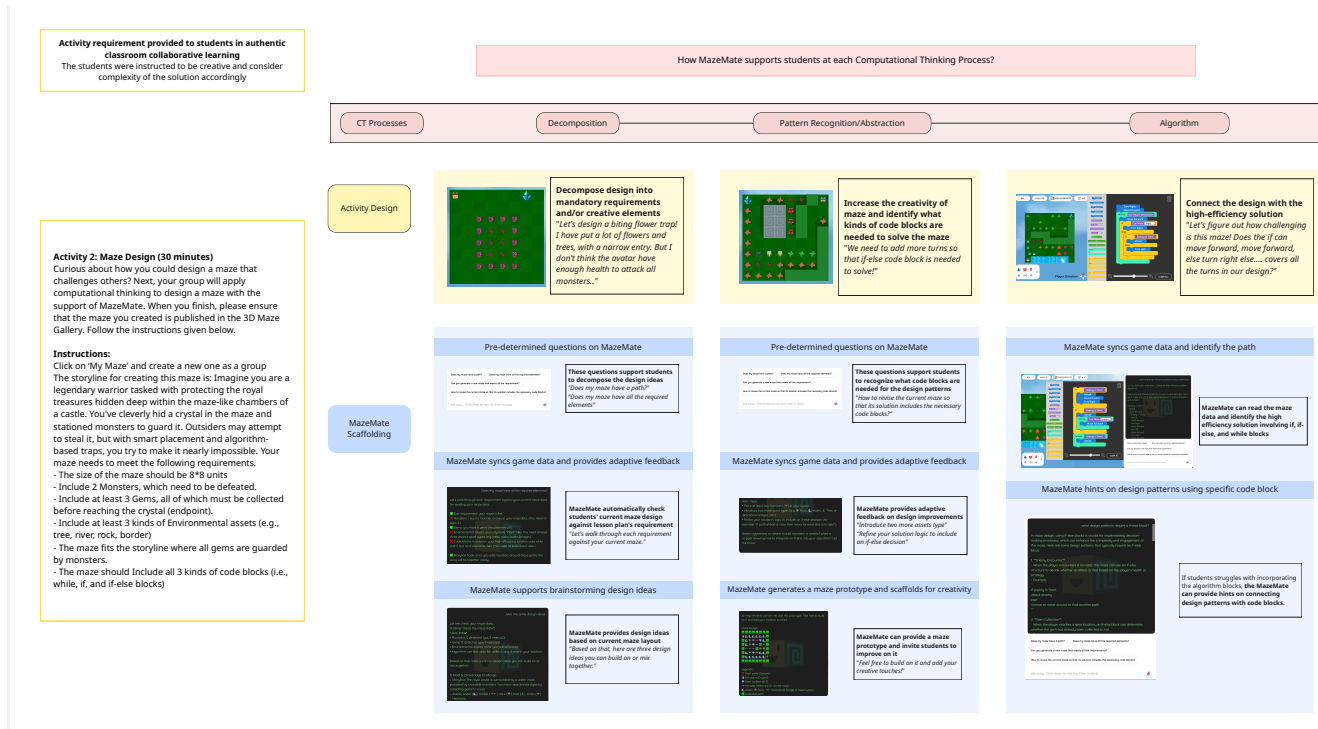 Activity requirement provided to students in authentic
classroom collaborative learning
The students were instructed to be creative and consider
complexity of the solution accordingly
How MazeMate supports students at each Computational Thinking Process?
CT Processes
Decomposition
Pattern Recognition/Abstraction
Algorithm
Activity 2: Maze Design (30 minutes)
Curious about how you could design a maze that
challenges others? Next, your group will apply
computational thinking to design a maze with the
support of MazeMate. When you finish, please ensure
that the maze you created is published in the 3D Maze
Gallery. Follow the instructions given below.
Instructions:
Click on ‘My Maze’ and create a new one as a group
The storyline for creating this maze is: Imagine you are a
legendary warrior tasked with protecting the royal
treasures hidden deep within the maze-like chambers of
a castle. You've cleverly hid a crystal in the maze and
stationed monsters to guard it. Outsiders may attempt
to steal it, but with smart placement and algorithm-
based traps, you try to make it nearly impossible. Your
maze needs to meet the following requirements.
- The size of the maze should be 8*8 units
- Include 2 Monsters, which need to be defeated.
- Include at least 3 Gems, all of which must be collected
before reaching the crystal (endpoint).
- Include at least 3 kinds of Environmental assets (e.g.,
tree, river, rock, border)
- The maze fits the storyline where all gems are guarded
by monsters.
- The maze should Include all 3 kinds of code blocks (i.e.,
while, if, and if-else blocks)
Activity Design
Decompose design into
mandatory requirements
and/or creative elements
"Let's design a biting flower trap!
I have put a lot of flowers and
trees, with a narrow entry. But I
don't think the avatar have
enough health to attack all
monsters.."
Increase the creativity of
maze and identify what
kinds of code blocks are
needed to solve the maze
"We need to add more turns so
that if-else code block is needed
to solve!"
Connect the design with the
high-efficiency solution
"Let's figure out how challenging
is this maze! Does the if can
move forward, move forward,
else turn right else.... covers all
the turns in our design?"
MazeMate
Scaffolding
Pre-determined questions on MazeMate
These questions support students
to decompose the design ideas
"Does my maze have a path?"
"Does my maze have all the required
elements"
MazeMate syncs game data and provides adaptive feedback
MazeMate automatically check
students' current maze design
against lesson plan's requirement
"Let's walk through each requirement
against your current maze."
MazeMate supports brainstorming design ideas
MazeMate provides design ideas
based on current maze layout
"Based on that, here are three design
ideas you can build on or mix
together."
Pre-determined questions on MazeMate
These questions support students
to recognize what code blocks are
needed for the design patterns
"How to revise the current maze so
that its solution includes the necessary
code blocks?"
MazeMate syncs game data and provides adaptive feedback
MazeMate provides adaptive
feedback on design improvements
"Introduce two more assets type"
"Refine your solution logic to include
an if-else decision"
MazeMate generates a maze prototype and scaffolds for creativity
MazeMate can provide a maze
prototype and invite students to
improve on it
"Feel free to build on it and add your
creative touches!"
MazeMate syncs game data and identify the path
MazeMate can read the maze
data and identify the high
efficiency solution involving if, if-
else, and while blocks
MazeMate hints on design patterns using specific code block
If students struggles with incorporating
the algorithm blocks, the MazeMate
can provide hints on connecting
design patterns with code blocks.